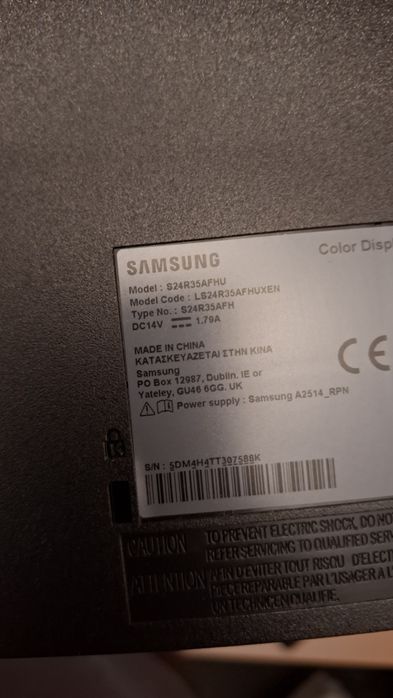 SAMSUNG
Color Disp
Model : S24R35AFHU
Model Code : LS24R35AFHUXEN
Type No. : S24R35AFH
DC14V 1.79A
MADE IN CHINA
ΚΑΤΑΣΚΕΥΑΖΕΤΑΙ ΣΤΗΝ ΚΙΝΑ
Samsung
PO Box 12987, Dublin. IE or
Yateley, GU46 6GG. UK
CE
Power supply : Samsung A2514_RPN
S/N : 5DM4H4TT307588K
CAUTION TO PREVENT ELECTRIC SHOCK, DO NO
REFER SERVICING TO QUALIFIED SERV
ATTENTION AFIN D'EVITER TOUT RISQU D'ELECT
PIECE REPARABLE PAR L'USAGER A L'
UN TECHNICEN QUALIFIE.